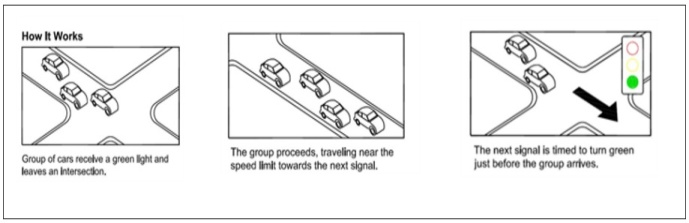 How It Works
Group of cars receive a green light and
leaves an Intersection.
The group proceeds, traveling near the
speed limit towards the next signal.
The next signal is timed to turn green
just before the group arrives.